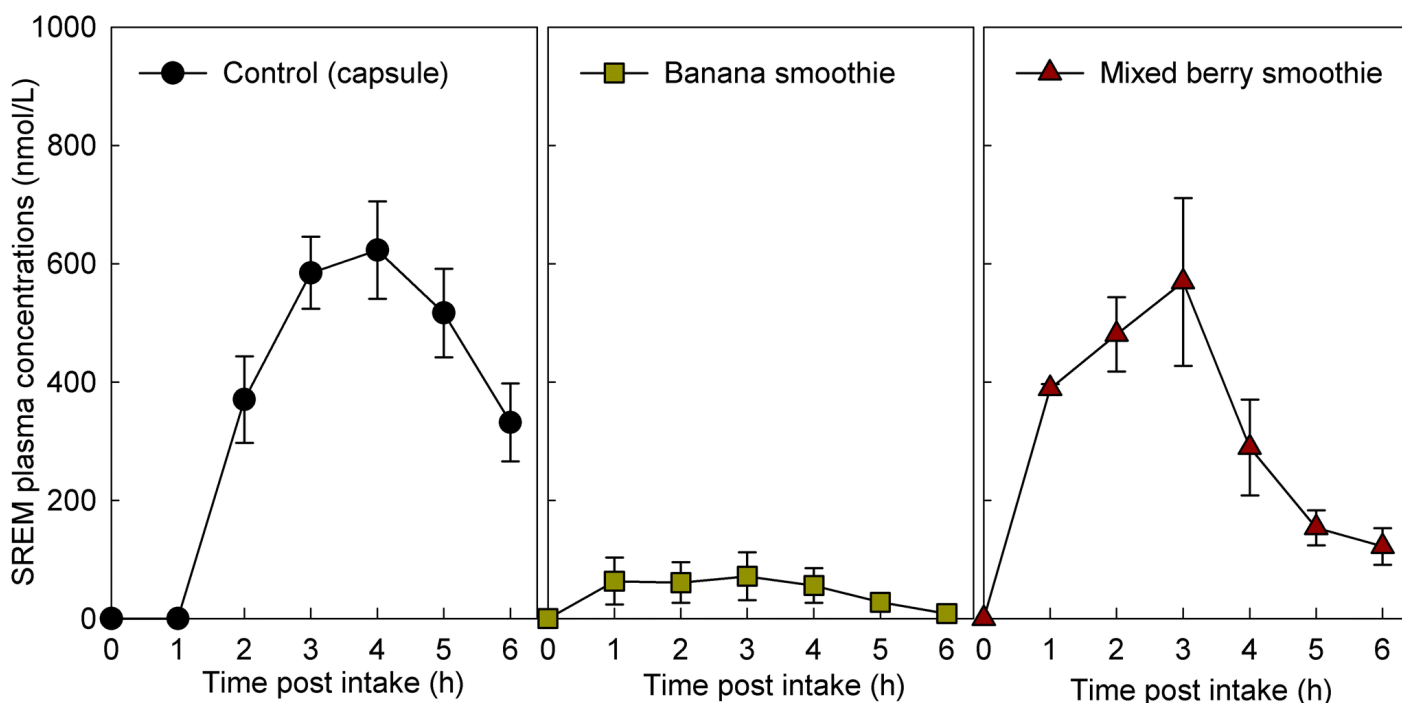 SREM plasma concentrations (nmol/L)
1000
800
600
400
200
0
Control (capsule)
Banana smoothie
Mixed berry smoothie
0 1 2 3 4 5 6
0 1 2 3 4 5 6
0 1 2 3 4 5 6
Time post intake (h)
Time post intake (h)
Time post intake (h)